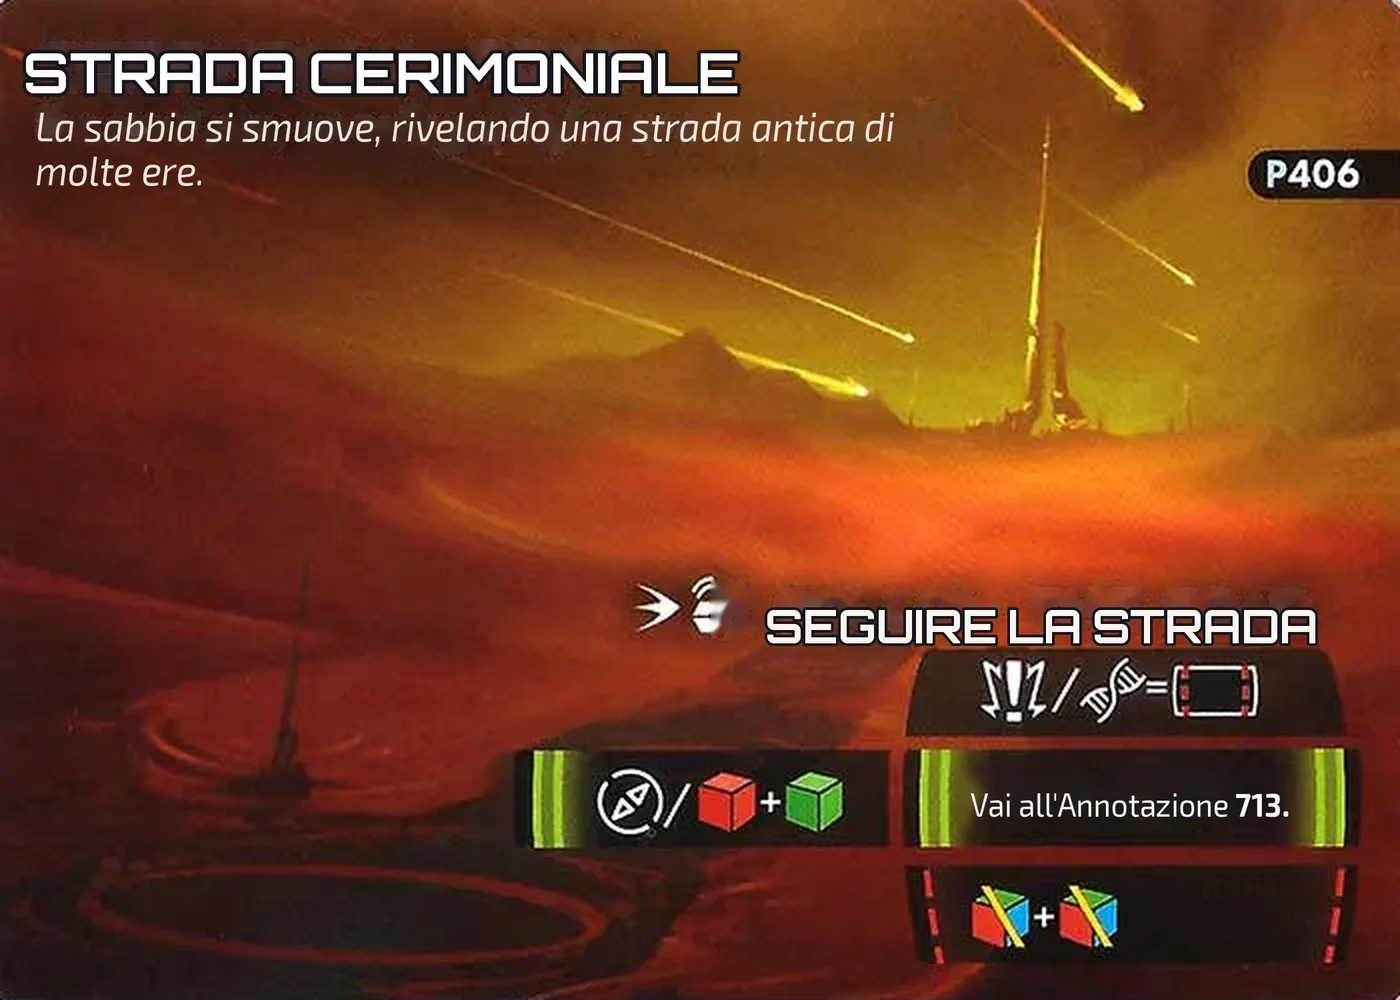 STRADA CERIMONIALE
La sabbia si smuove, rivelando una strada antica di
molte ere.
P406
SEGUIRE LA STRADA
/ =
/ +
Vai all'Annotazione 713.
+